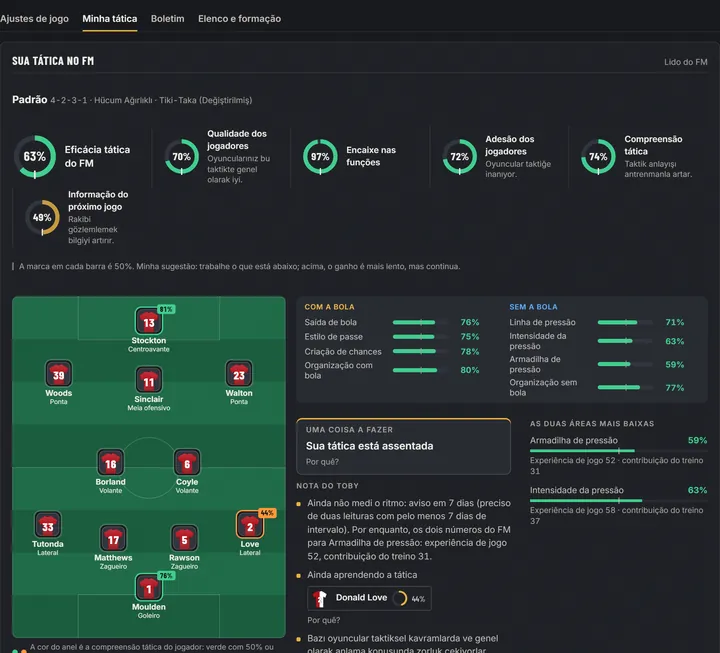 Ajustes de jogo Minha tática Boletim Elenco e formação
SUA TÁTICA NO FM
Lido do FM
Padrão 4-2-3-1 · Hücum Ağırlıklı · Tiki-Taka (Değiştirilmiş)
63%
Eficácia tática
do FM
70%
Qualidade dos
jogadores
Oyuncularınız bu
taktikte genel
olarak iyi.
97%
Encaixe nas
funções
72%
Adesão dos
jogadores
Oyuncular taktiğe
inanıyor.
74%
Compreensão
tática
Taktik anlayışı
antrenmanla artar.
49%
Informação do
próximo jogo
Rakibi
gözlemlemek
bilgiyi artırır.
A marca em cada barra é 50%. Minha sugestão: trabalhe o que está abaixo; acima, o ganho é mais lento, mas continua.
81%
13
Stockton
Centroavante
39
Woods
Ponta
11
Sinclair
Meia ofensivo
23
Walton
Ponta
16
Borland
Volante
6
Coyle
Volante
33
Tutonda
Lateral
17
Matthews
Zagueiro
5
Rawson
Zagueiro
44%
2
Love
Lateral
76%
1
Moulden
Goleiro
A cor do anel é a compreensão tática do jogador: verde com 50% ou
COM A BOLA
Saída de bola 76%
Estilo de passe 75%
Criação de chances 78%
Organização com
bola 80%
SEM A BOLA
Linha de pressão 71%
Intensidade da
pressão 63%
Armadilha de
pressão 59%
Organização sem
bola 77%
UMA COISA A FAZER
Sua tática está assentada
Por quê?
NOTA DO TOBY
Ainda não medi o ritmo: aviso em 7 dias (preciso
de duas leituras com pelo menos 7 dias de
intervalo). Por enquanto, os dois números do FM
para Armadilha de pressão: experiência de jogo
52, contribuição do treino 31.
Ainda aprendendo a tática
Donald Love 44%
Por quê?
Bazı oyuncular taktiksel kavramlarda ve genel
olarak anlama konusunda zorluk çekiyorlar.
AS DUAS ÁREAS MAIS BAIXAS
Armadilha de pressão 59%
Experiência de jogo 52 · contribuição do treino
31
Intensidade da pressão 63%
Experiência de jogo 58 · contribuição do treino
37